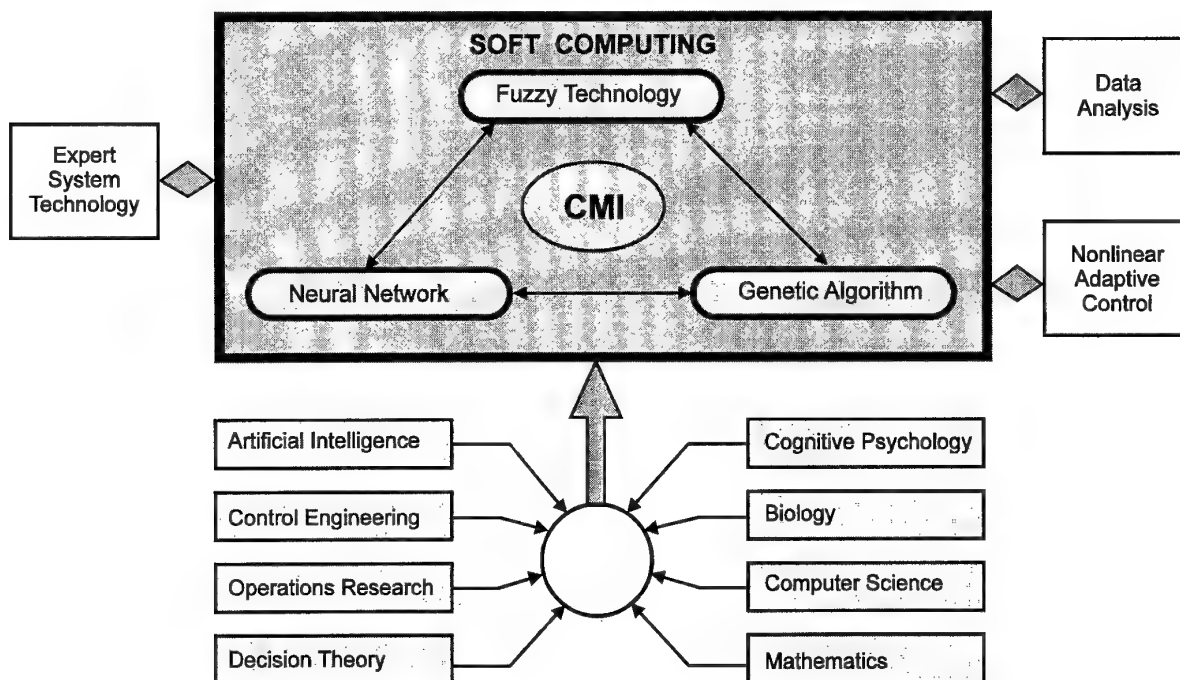 SOFT COMPUTING
Fuzzy Technology
CMI
Neural Network
Genetic Algorithm
Expert
System
Technology
Data
Analysis
Nonlinear
Adaptive
Control
Artificial Intelligence
Control Engineering
Operations Research
Decision Theory
Cognitive Psychology
Biology
Computer Science
Mathematics